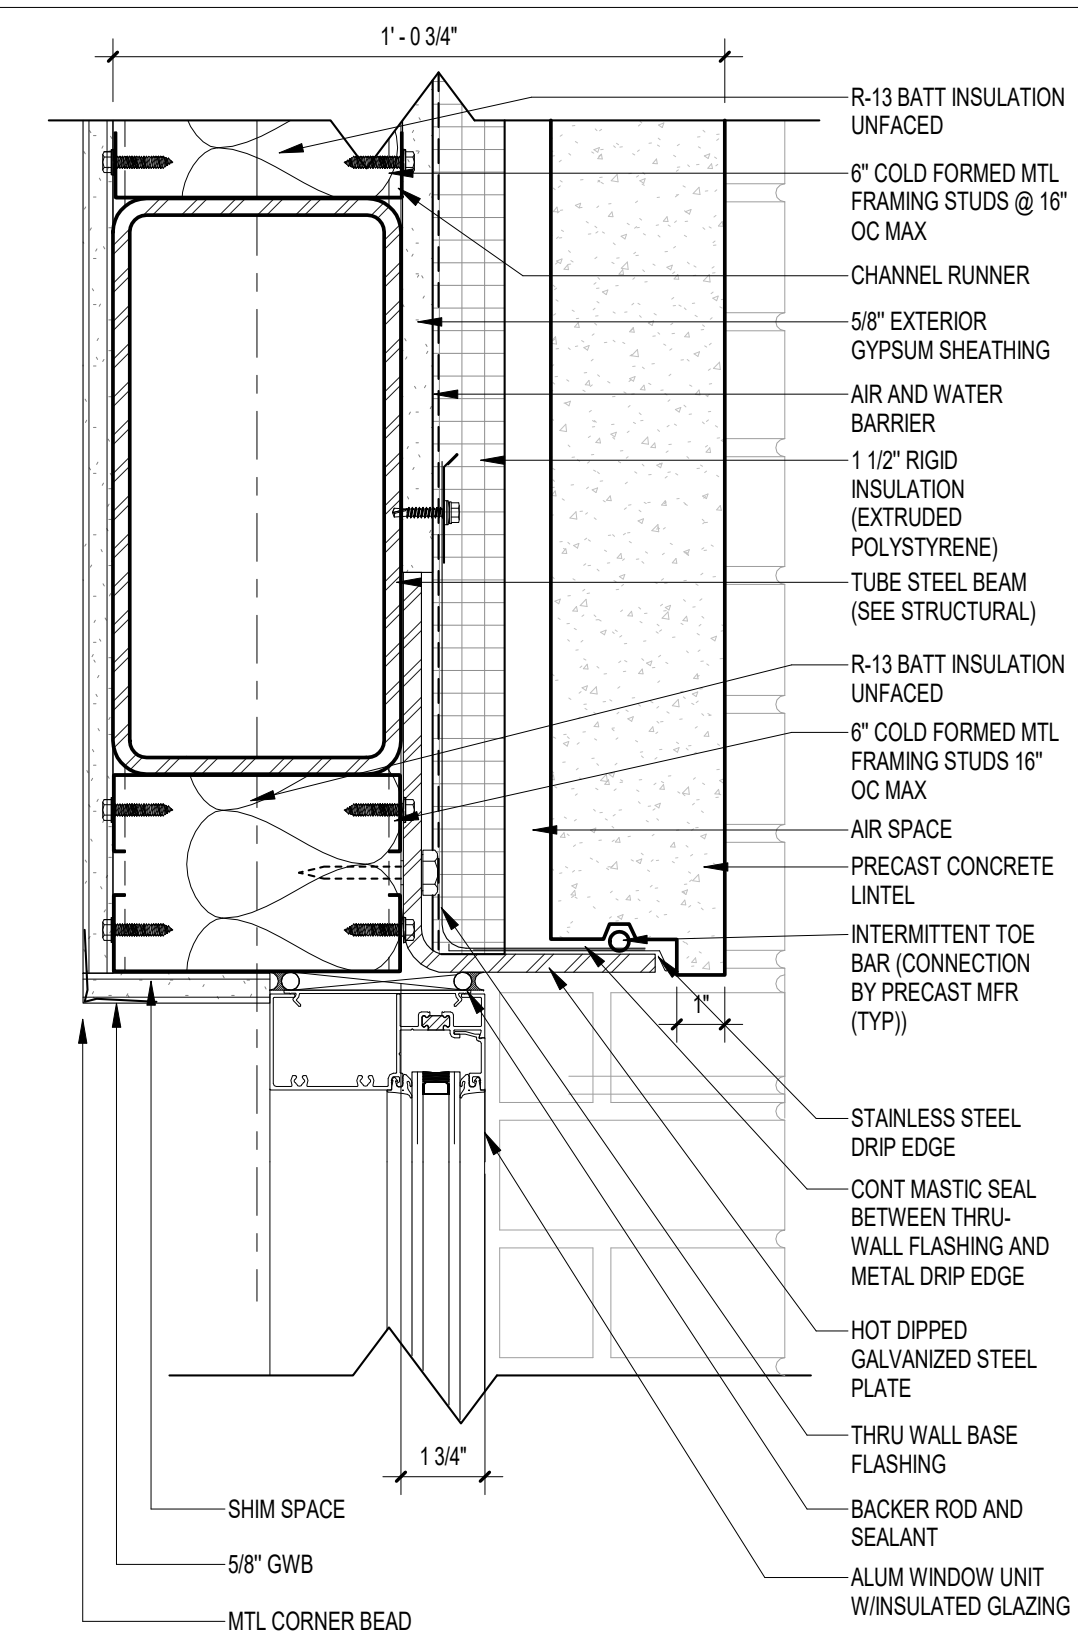 1' - 0 3/4"
R-13 BATT INSULATION
UNFACED
6" COLD FORMED MTL
FRAMING STUDS @ 16"
OC MAX
CHANNEL RUNNER
5/8" EXTERIOR
GYPSUM SHEATHING
AIR AND WATER
BARRIER
1 1/2" RIGID
INSULATION
(EXTRUDED
POLYSTYRENE)
TUBE STEEL BEAM
(SEE STRUCTURAL)
R-13 BATT INSULATION
UNFACED
6" COLD FORMED MTL
FRAMING STUDS 16"
OC MAX
AIR SPACE
PRECAST CONCRETE
LINTEL
INTERMITTENT TOE
BAR (CONNECTION
BY PRECAST MFR
(TYP))
1"
STAINLESS STEEL
DRIP EDGE
CONT MASTIC SEAL
BETWEEN THRU-
WALL FLASHING AND
METAL DRIP EDGE
HOT DIPPED
GALVANIZED STEEL
PLATE
THRU WALL BASE
FLASHING
BACKER ROD AND
SEALANT
ALUM WINDOW UNIT
W/INSULATED GLAZING
1 3/4"
SHIM SPACE
5/8" GWB
MTL CORNER BEAD